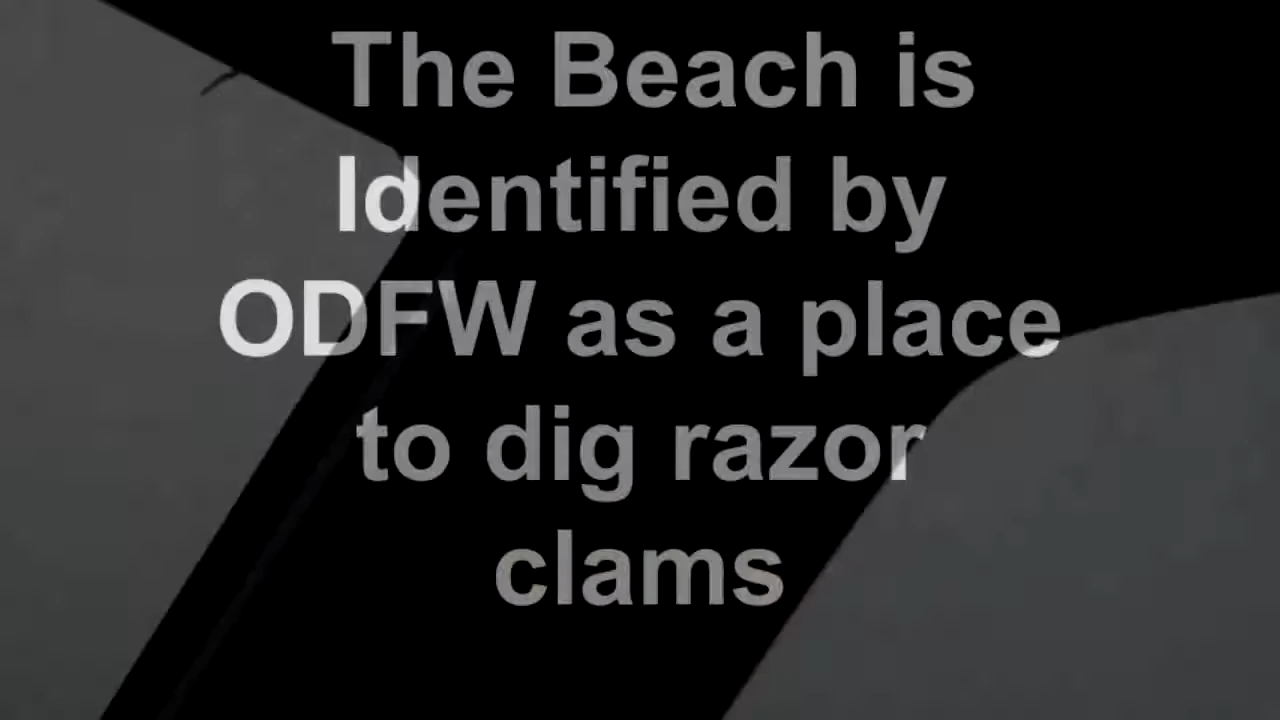 The Beach is
Identified by
ODFW as a place
to dig razor
clams